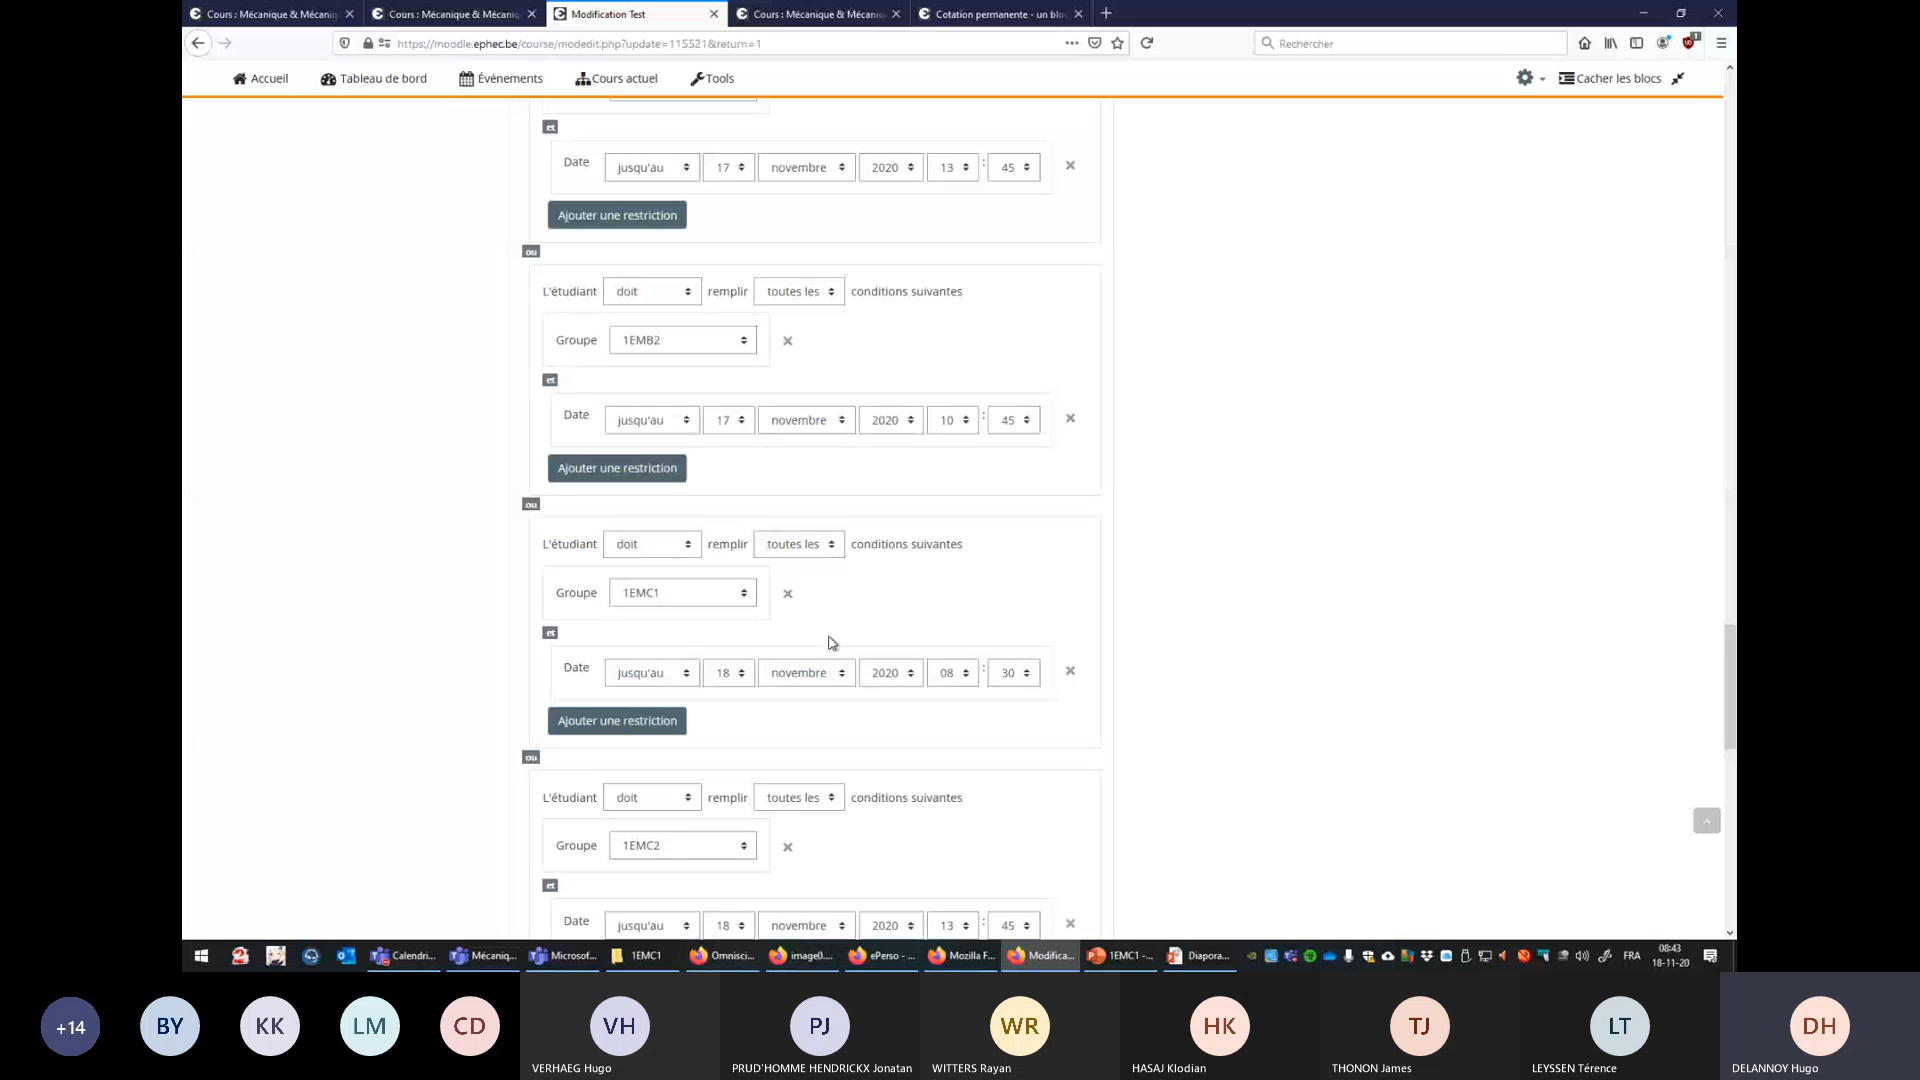 Cours : Mécanique & Mécaniq
Cours : Mécanique & Mécaniq
Modification Test
Cours : Mécanique & Mécaniq
Cotation permanente - un blo
https://moodle.ephec.be/course/modedit.php?update=115521&return=1
Rechercher
Accueil
Tableau de bord
Événements
Cours actuel
Tools
Cacher les blocs
et
Date jusqu'au 17 novembre 2020 13 : 45
Ajouter une restriction
ou
L'étudiant doit remplir toutes les conditions suivantes
Groupe 1EMB2
et
Date jusqu'au 17 novembre 2020 10 : 45
Ajouter une restriction
ou
L'étudiant doit remplir toutes les conditions suivantes
Groupe 1EMC1
et
Date jusqu'au 18 novembre 2020 08 : 30
Ajouter une restriction
ou
L'étudiant doit remplir toutes les conditions suivantes
Groupe 1EMC2
et
Date jusqu'au 18 novembre 2020 13 : 45
Calendri...
Mécaniq...
Microsof...
1EMC1
Omnisci...
image0....
ePerso - ...
Mozilla F...
Modifica...
1EMC1 -...
Diapora...
FRA
08:43
18-11-20
+14
BY
KK
LM
CD
VH
VERHAEG Hugo
PJ
PRUD'HOMME HENDRICKX Jonatan
WR
WITTERS Rayan
HK
HASAJ Klodian
TJ
THONON James
LT
LEYSSEN Térence
DH
DELANNOY Hugo